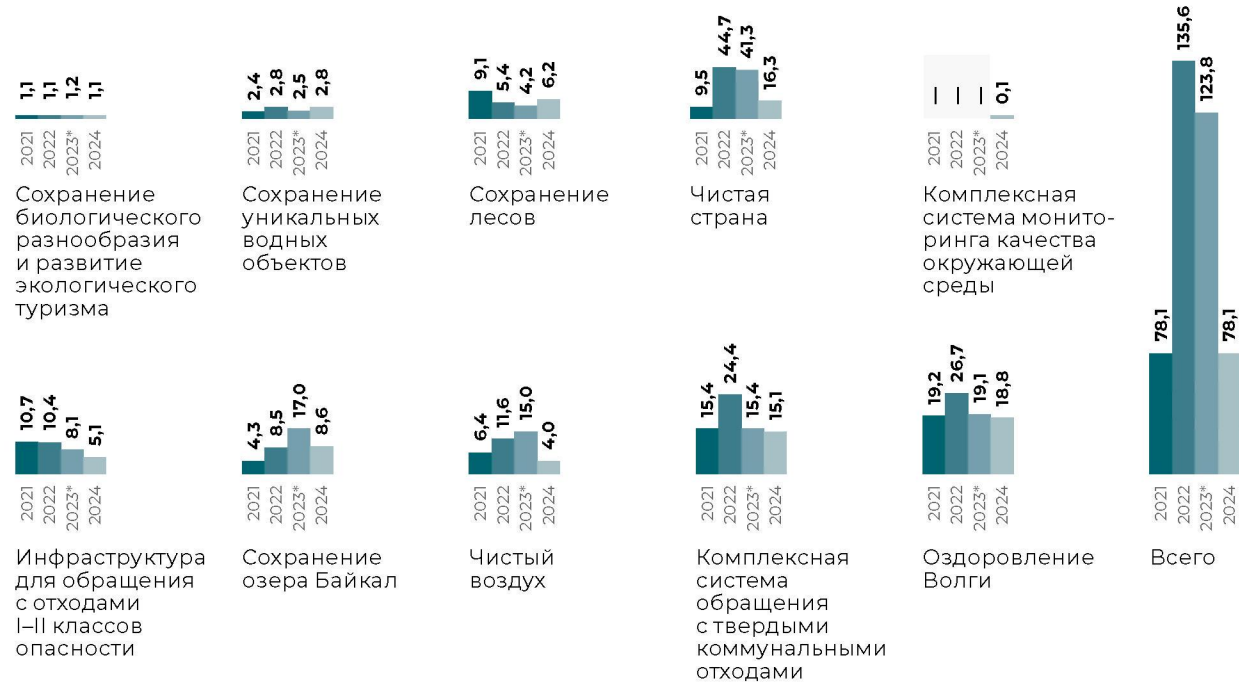 1,1
1,1
1,2
1,1
2021
2022
2023*
2024
Сохранение
биологического
разнообразия
и развитие
экологического
туризма
2,4
2,8
2,5
2,8
2021
2022
2023*
2024
Сохранение
уникальных
водных
объектов
9,1
5,4
4,2
6,2
2021
2022
2023*
2024
Сохранение
лесов
9,5
44,7
41,3
16,3
2021
2022
2023*
2024
Чистая
страна
–
–
–
0,1
2021
2022
2023*
2024
Комплексная
система монито-
ринга качества
окружающей
среды
10,7
10,4
8,1
5,1
2021
2022
2023*
2024
Инфраструктура
для обращения
с отходами
I–II классов
опасности
4,3
8,5
17,0
8,6
2021
2022
2023*
2024
Сохранение
озера Байкал
6,4
11,6
15,0
4,0
2021
2022
2023*
2024
Чистый
воздух
15,4
24,4
15,4
15,1
2021
2022
2023*
2024
Комплексная
система
обращения
с твердыми
коммунальными
отходами
19,2
26,7
19,1
18,8
2021
2022
2023*
2024
Оздоровление
Волги
78,1
135,6
123,8
78,1
2021
2022
2023*
2024
Всего